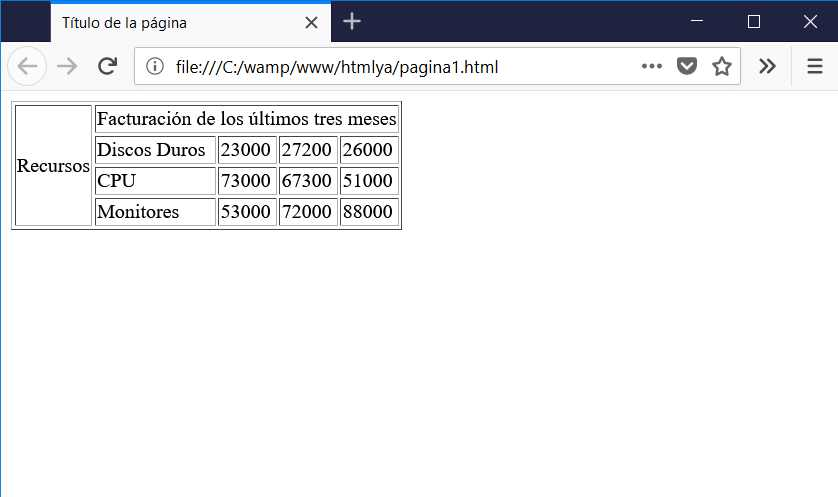 Título de la página
file:///C:/wamp/www/htmlya/pagina1.html
Facturación de los últimos tres meses
Recursos
Discos Duros 23000 27200 26000
CPU 73000 67300 51000
Monitores 53000 72000 88000